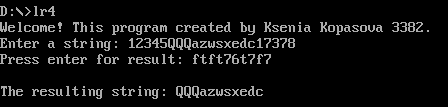 D:\>lr4
Welcome! This program created by Ksenia Kopasova 3382.
Enter a string: 12345QQQazwsxedc17378
Press enter for result: ftft76t7f7
The resulting string: QQQazwsxedc